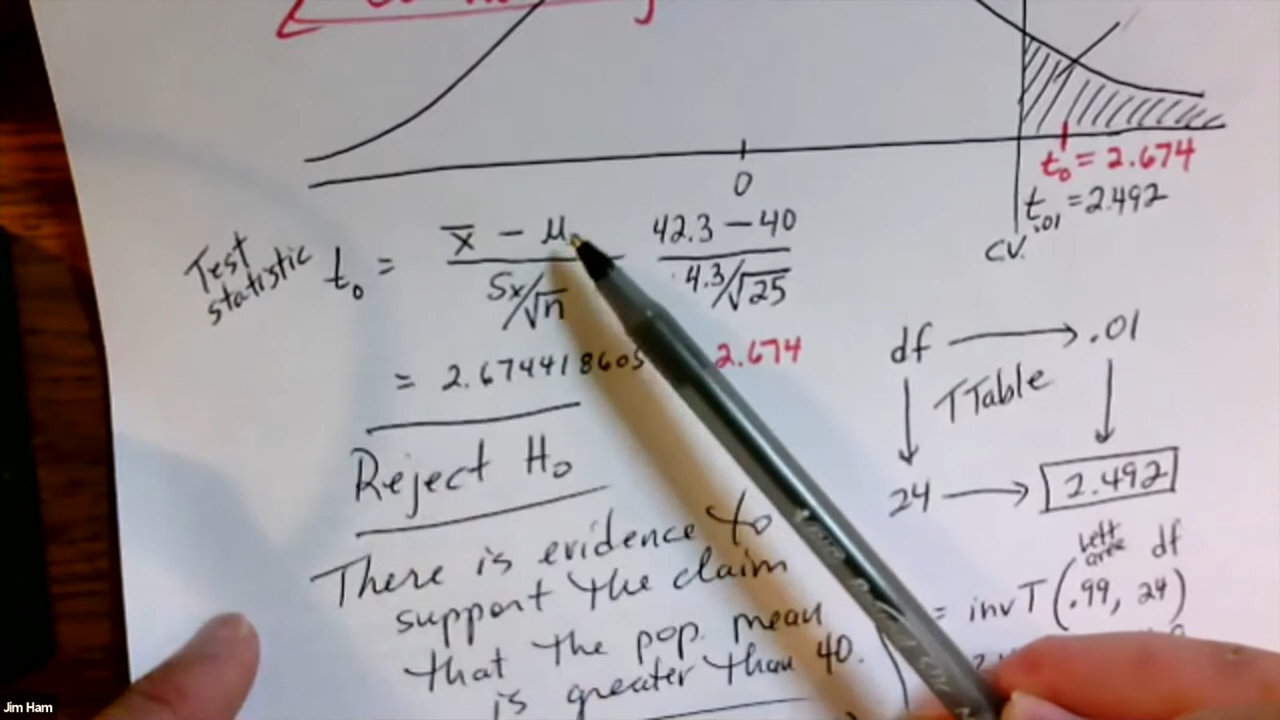 0
t₀ = 2.674
t.01 = 2.492
C.V.
Test
statistic
t₀ = x̄ − μ₀ / Sx/√n
42.3 − 40 / 4.3/√25
= 2.674418605
2.674
df → .01
T Table
24 → 2.492
Reject H₀
There is evidence to
support the claim
that the pop. mean
is greater than 40.
Left
area df
= invT(.99, 24)
Jim Ham